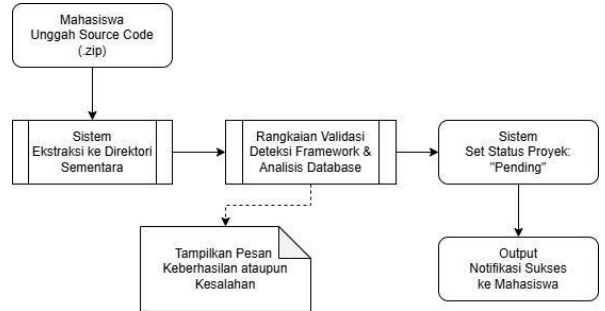 Mahasiswa
Unggah Source Code
(.zip)
Sistem
Ekstraksi ke Direktori
Sementara
Rangkaian Validasi
Deteksi Framework &
Analisis Database
Sistem
Set Status Proyek:
"Pending"
Tampilkan Pesan
Keberhasilan ataupun
Kesalahan
Output
Notifikasi Sukses
ke Mahasiswa